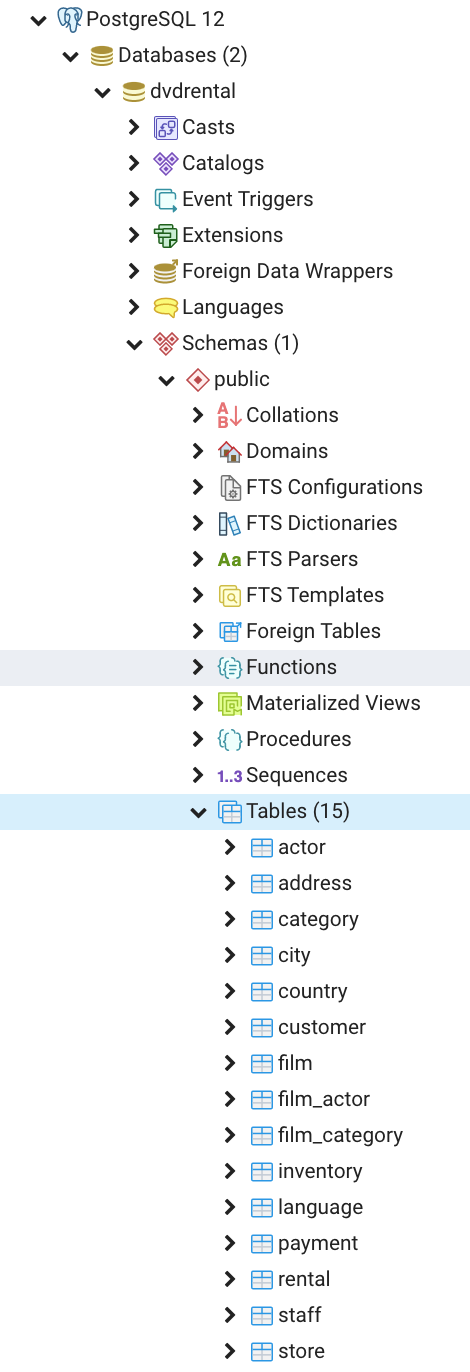 PostgreSQL 12
Databases (2)
dvdrental
Casts
Catalogs
Event Triggers
Extensions
Foreign Data Wrappers
Languages
Schemas (1)
public
Collations
Domains
FTS Configurations
FTS Dictionaries
Aa FTS Parsers
FTS Templates
Foreign Tables
Functions
Materialized Views
Procedures
1..3 Sequences
Tables (15)
actor
address
category
city
country
customer
film
film_actor
film_category
inventory
language
payment
rental
staff
store